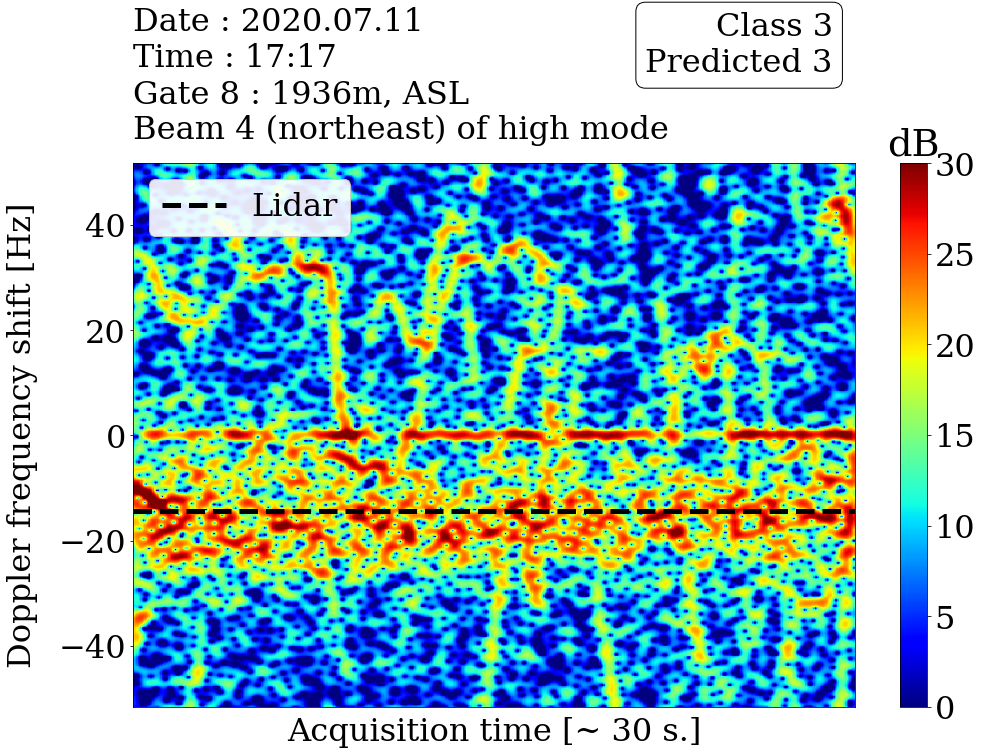 Date : 2020.07.11
Time : 17:17
Gate 8 : 1936m, ASL
Beam 4 (northeast) of high mode
Class 3
Predicted 3
dB
Lidar
Doppler frequency shift [Hz]
40
20
0
−20
−40
30
25
20
15
10
5
0
Acquisition time [~ 30 s.]